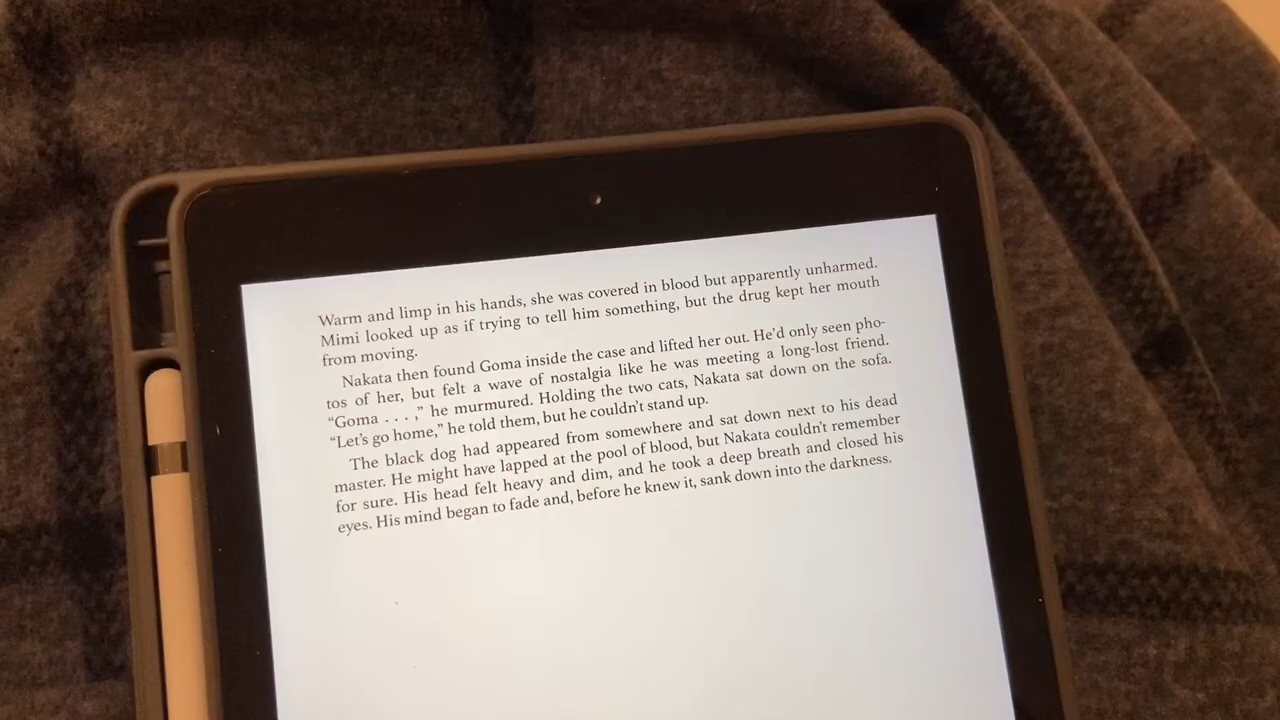 Warm and limp in his hands, she was covered in blood but apparently unharmed.
Mimi looked up as if trying to tell him something, but the drug kept her mouth
from moving.
Nakata then found Goma inside the case and lifted her out. He’d only seen pho-
tos of her, but felt a wave of nostalgia like he was meeting a long-lost friend.
“Goma . . . ,” he murmured. Holding the two cats, Nakata sat down on the sofa.
“Let’s go home,” he told them, but he couldn’t stand up.
The black dog had appeared from somewhere and sat down next to his dead
master. He might have lapped at the pool of blood, but Nakata couldn’t remember
for sure. His head felt heavy and dim, and he took a deep breath and closed his
eyes. His mind began to fade and, before he knew it, sank down into the darkness.